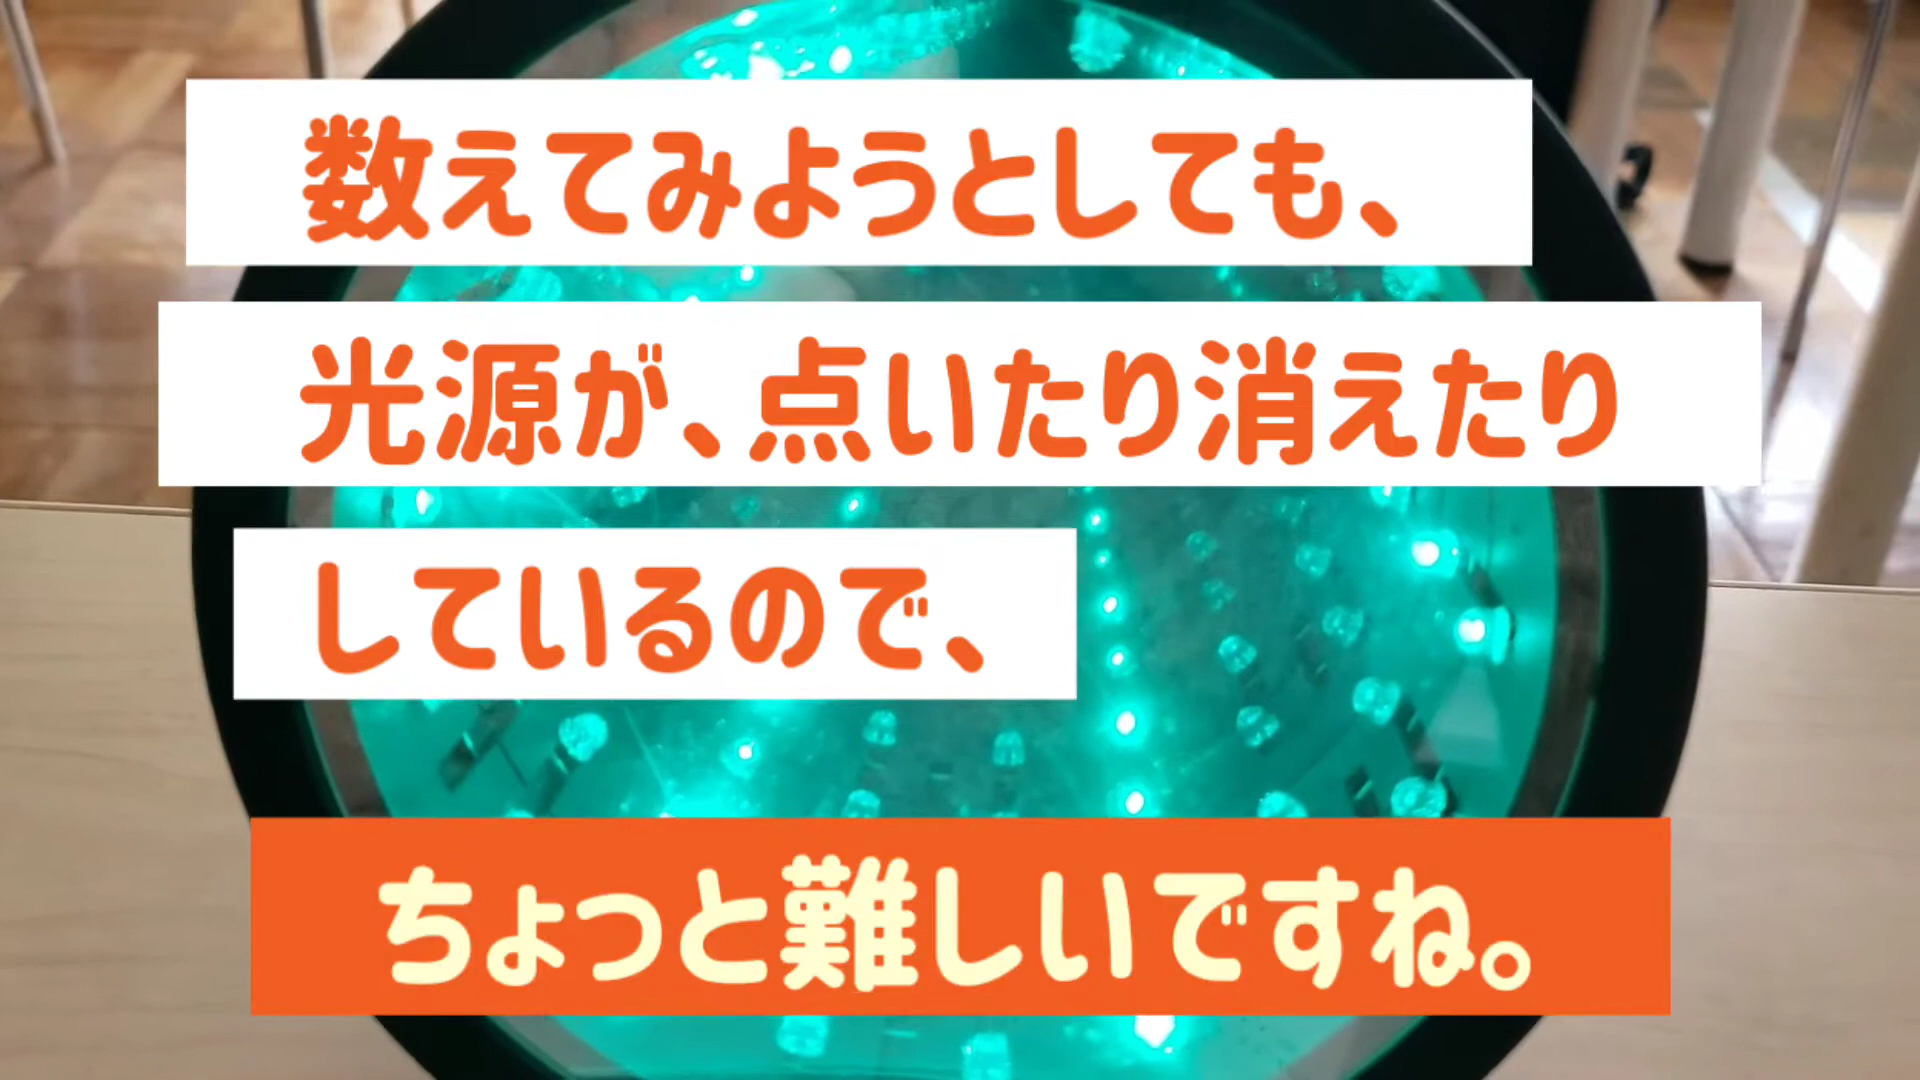 数えてみようとしても、
光源が、点いたり消えたり
しているので、
ちょっと難しいですね。